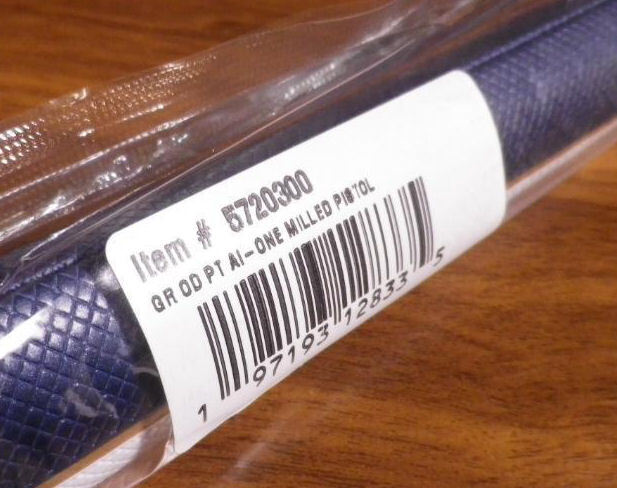 Item # 5720300
GR OD PT AI-ONE MILLED PISTOL
1 97193 12833 5